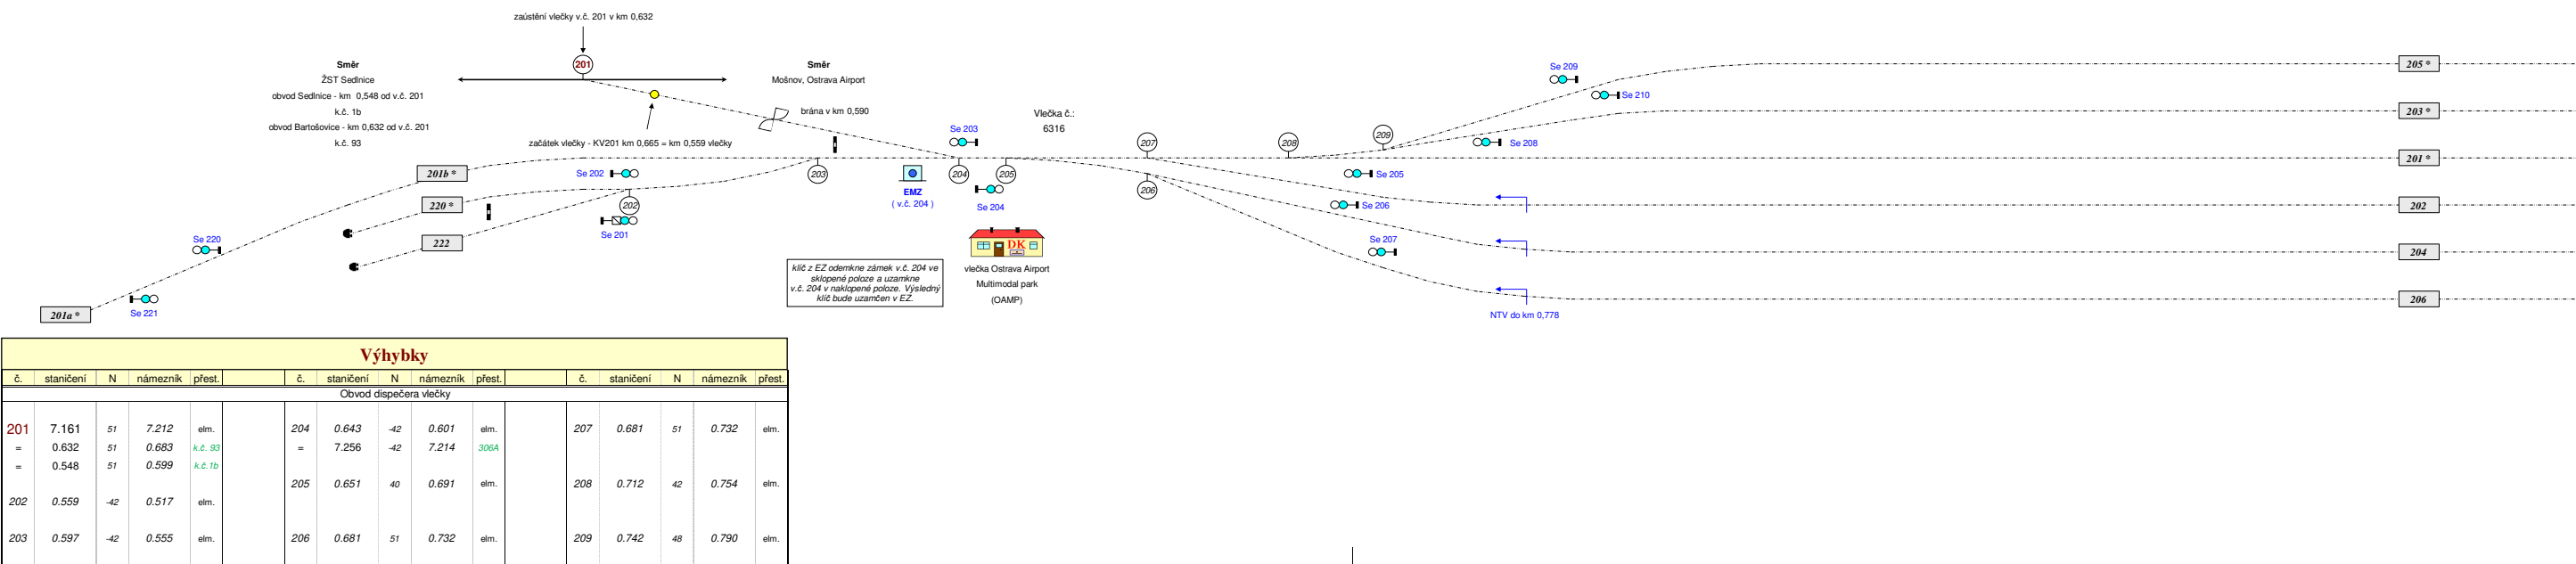 zaústění vlečky v.č. 201 v km 0,632
201
Směr
ŽST Sedlnice
obvod Sedlnice - km 0,548 od v.č. 201
k.č. 1b
obvod Bartošovice - km 0,632 od v.č. 201
k.č. 93
Směr
Mošnov, Ostrava Airport
brána v km 0,590
začátek vlečky - KV201 km 0,665 = km 0,559 vlečky
Vlečka č.:
6316
Se 203
Se 209
Se 210
Se 208
205 *
203 *
201 *
202
204
206
207
208
209
201b *
Se 202
203
EMZ
( v.č. 204 )
204
205
Se 204
206
Se 205
Se 206
Se 207
220 *
202
Se 201
222
Se 220
201a *
Se 221
DK
vlečka Ostrava Airport
Multimodal park
(OAMP)
klíč z EZ odemkne zámek v.č. 204 ve
sklopené poloze a uzamkne
v.č. 204 v naklopené poloze. Výsledný
klíč bude uzamčen v EZ.
NTV do km 0,778
Výhybky
č. staničení N námezník přest. č. staničení N námezník přest. č. staničení N námezník přest.
Obvod dispečera vlečky
201 7.161 51 7.212 elm. 204 0.643 -42 0.601 elm. 207 0.681 51 0.732 elm.
= 0.632 51 0.683 k.č. 93 = 7.256 -42 7.214 306A
= 0.548 51 0.599 k.č.1b
205 0.651 40 0.691 elm. 208 0.712 42 0.754 elm.
202 0.559 -42 0.517 elm.
203 0.597 -42 0.555 elm. 206 0.681 51 0.732 elm. 209 0.742 48 0.790 elm.